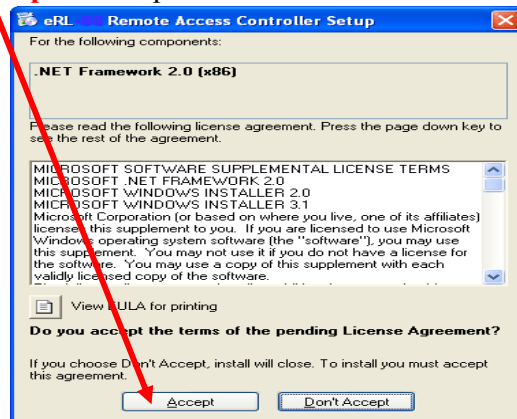 eRL Remote Access Controller Setup
For the following components:
.NET Framework 2.0 (x86)
Please read the following license agreement. Press the page down key to
see the rest of the agreement.
MICROSOFT SOFTWARE SUPPLEMENTAL LICENSE TERMS
MICROSOFT .NET FRAMEWORK 2.0
MICROSOFT WINDOWS INSTALLER 2.0
MICROSOFT WINDOWS INSTALLER 3.1
Microsoft Corporation (or based on where you live, one of its affiliates)
licenses this supplement to you. If you are licensed to use Microsoft
Windows operating system software (the "software"), you may use
this supplement. You may not use it if you do not have a license for
the software. You may use a copy of this supplement with each
validly licensed copy of the software.
View EULA for printing
Do you accept the terms of the pending License Agreement?
If you choose Don't Accept, install will close. To install you must accept
this agreement.
Accept
Don't Accept